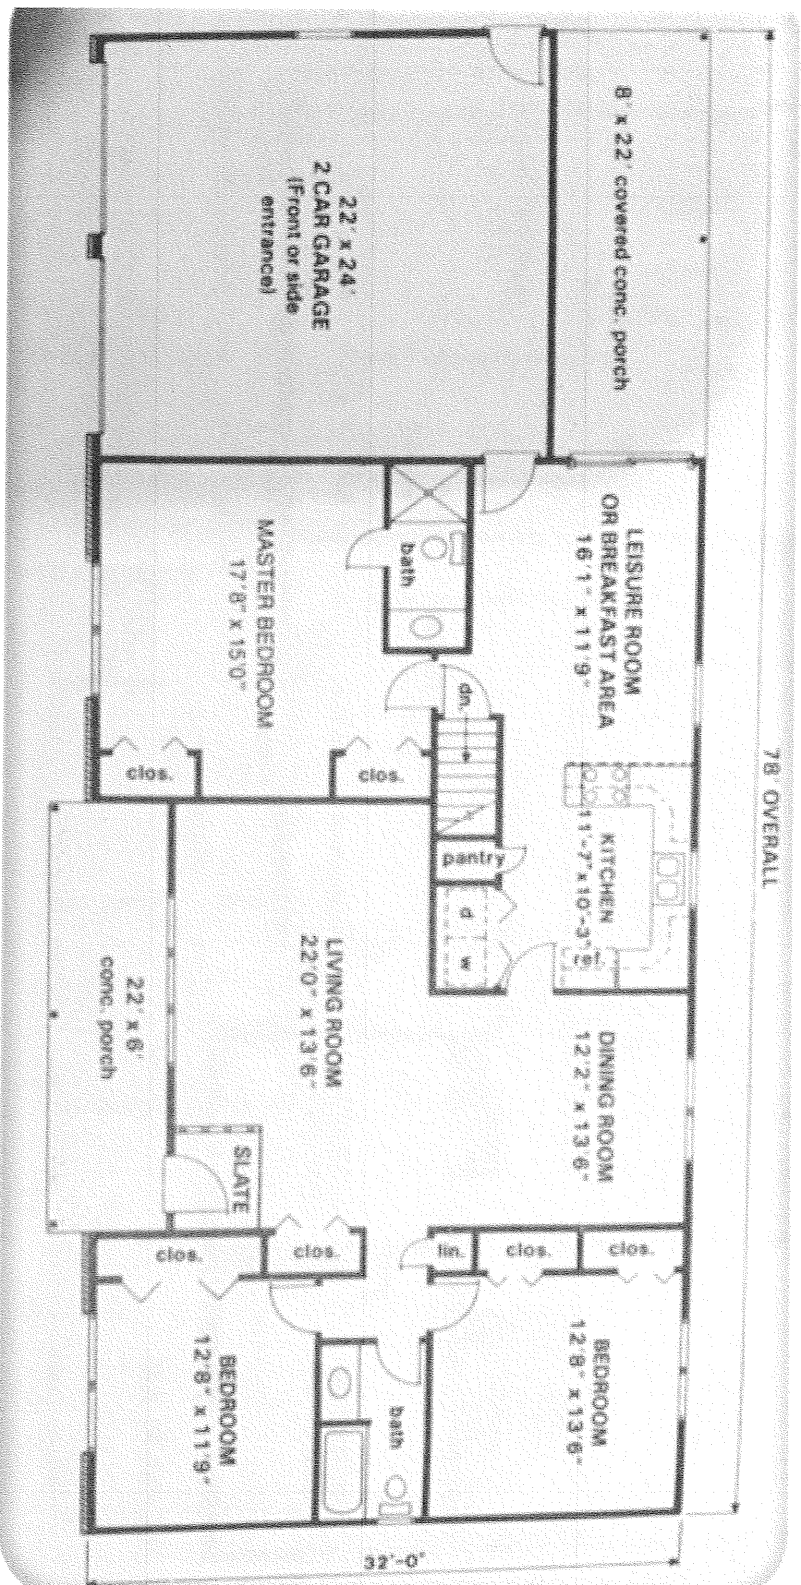 78' OVERALL
8' x 22' covered conc. porch
22' x 24'
2 CAR GARAGE
(Front or side
entrance)
LEISURE ROOM
OR BREAKFAST AREA
16'1" x 11'9"
bath
MASTER BEDROOM
17'8" x 15'0"
dn.
clos.
clos.
KITCHEN
11'-7" x 10'-3"
ref.
pantry
d
w
DINING ROOM
12'2" x 13'6"
LIVING ROOM
22'0" x 13'6"
SLATE
22' x 6'
conc. porch
clos.
clos.
lin.
clos.
clos.
BEDROOM
12'8" x 13'6"
bath
BEDROOM
12'8" x 11'9"
32'-0"